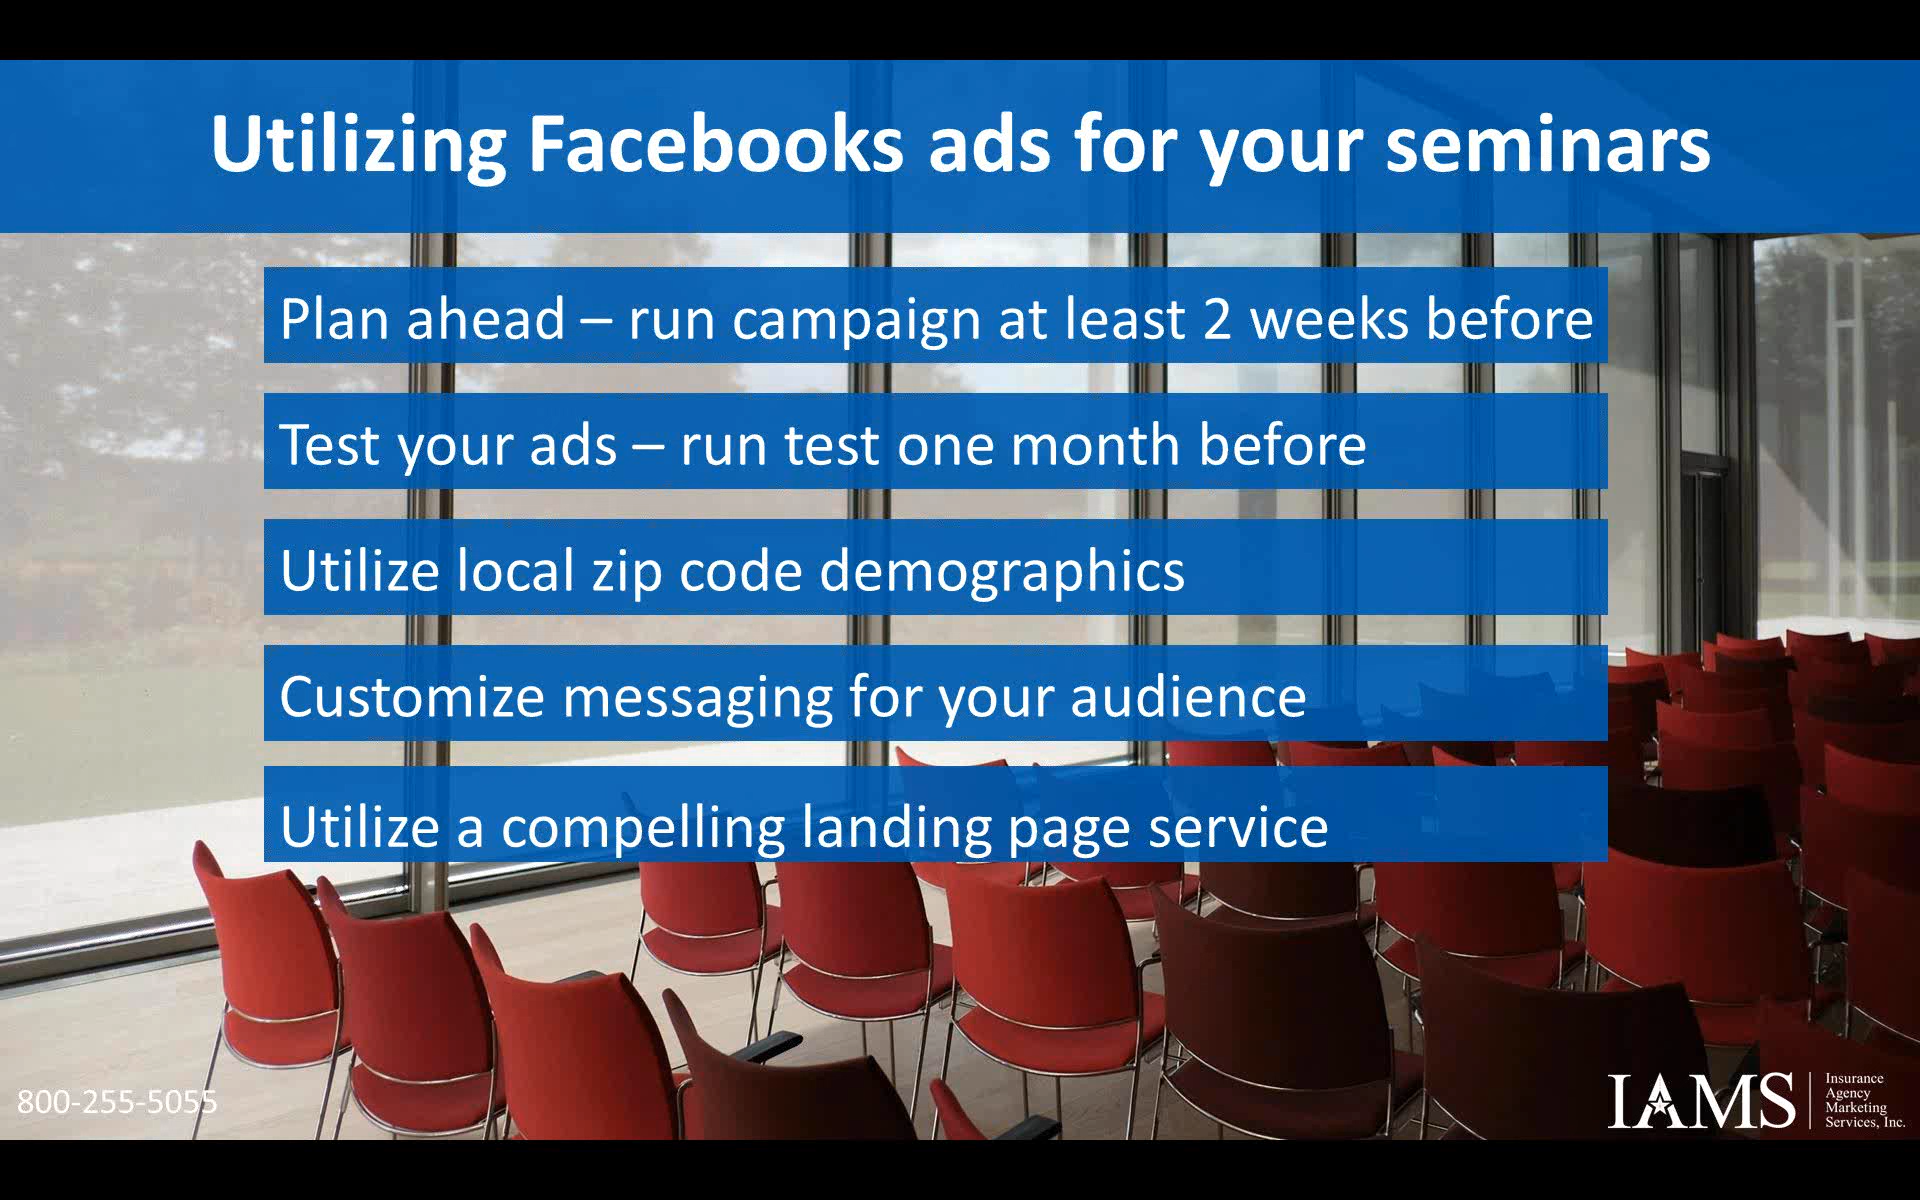 Utilizing Facebooks ads for your seminars
Plan ahead – run campaign at least 2 weeks before
Test your ads – run test one month before
Utilize local zip code demographics
Customize messaging for your audience
Utilize a compelling landing page service
800-255-5055
IAMS
Insurance
Agency
Marketing
Services, Inc.